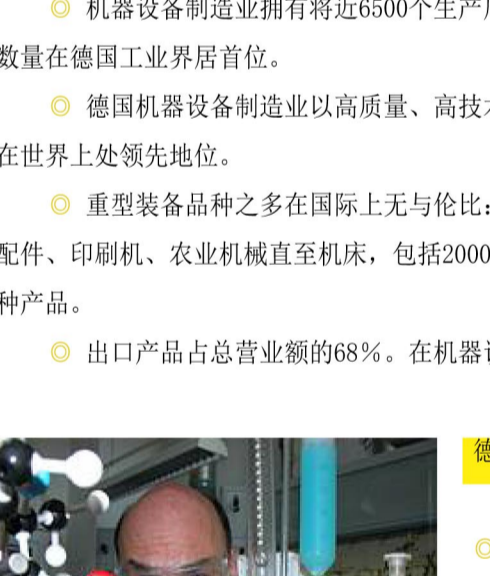 ◎ 机器设备制造业拥有将近6500个生产厂
数量在德国工业界居首位。
◎ 德国机器设备制造业以高质量、高技术
在世界上处领先地位。
◎ 重型装备品种之多在国际上无与伦比:
配件、印刷机、农业机械直至机床，包括2000
种产品。
◎ 出口产品占总营业额的68%。在机器设
德
◎